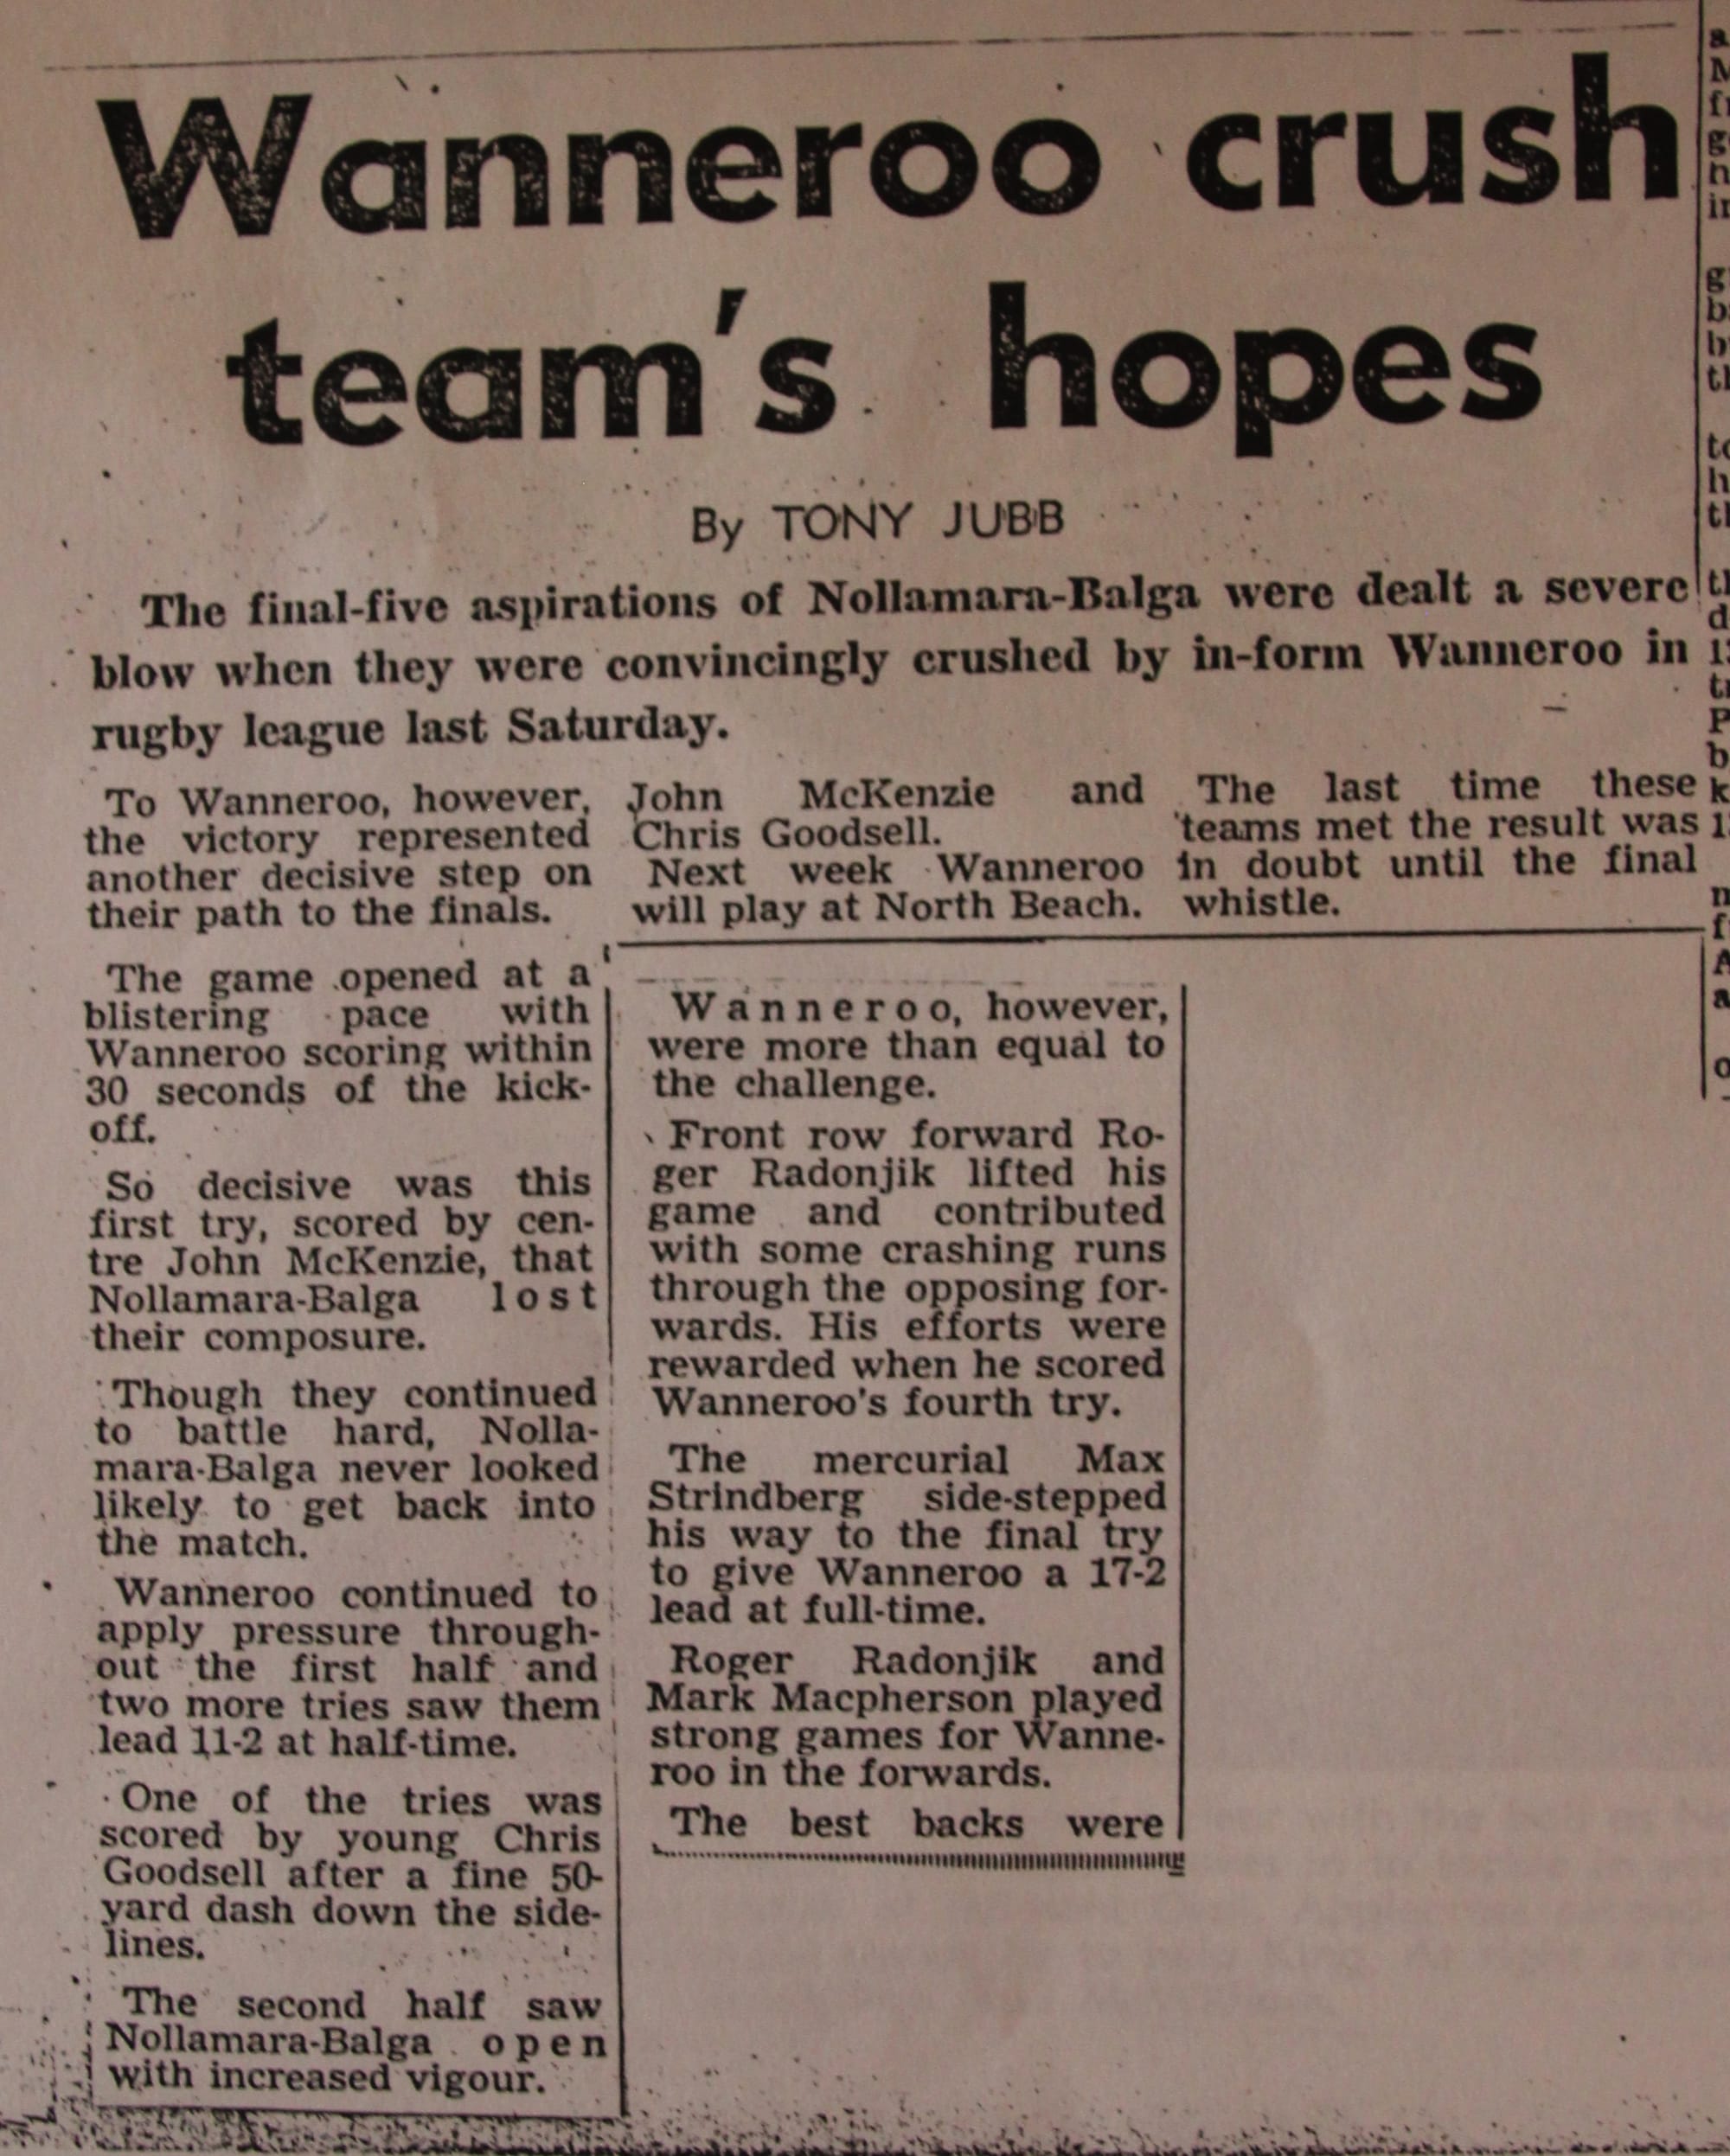 Wanneroo crush
team's hopes
By TONY JUBB
The final-five aspirations of Nollamara-Balga were dealt a severe
blow when they were convincingly crushed by in-form Wanneroo in
rugby league last Saturday.
To Wanneroo, however,
the victory represented
another decisive step on
their path to the finals.
The game opened at a
blistering pace with
Wanneroo scoring within
30 seconds of the kick-
off.
So decisive was this
first try, scored by cen-
tre John McKenzie, that
Nollamara-Balga lost
their composure.
Though they continued
to battle hard, Nolla-
mara-Balga never looked
likely to get back into
the match.
Wanneroo continued to
apply pressure through-
out the first half and
two more tries saw them
lead 11-2 at half-time.
One of the tries was
scored by young Chris
Goodsell after a fine 50-
yard dash down the side-
lines.
The second half saw
Nollamara-Balga open
with increased vigour.
Wanneroo, however,
were more than equal to
the challenge.
Front row forward Ro-
ger Radonjik lifted his
game and contributed
with some crashing runs
through the opposing for-
wards. His efforts were
rewarded when he scored
Wanneroo's fourth try.
The mercurial Max
Strindberg side-stepped
his way to the final try
to give Wanneroo a 17-2
lead at full-time.
Roger Radonjik and
Mark Macpherson played
strong games for Wanne-
roo in the forwards.
The best backs were
John McKenzie and
Chris Goodsell.
Next week Wanneroo
will play at North Beach.
The last time these
teams met the result was
in doubt until the final
whistle.